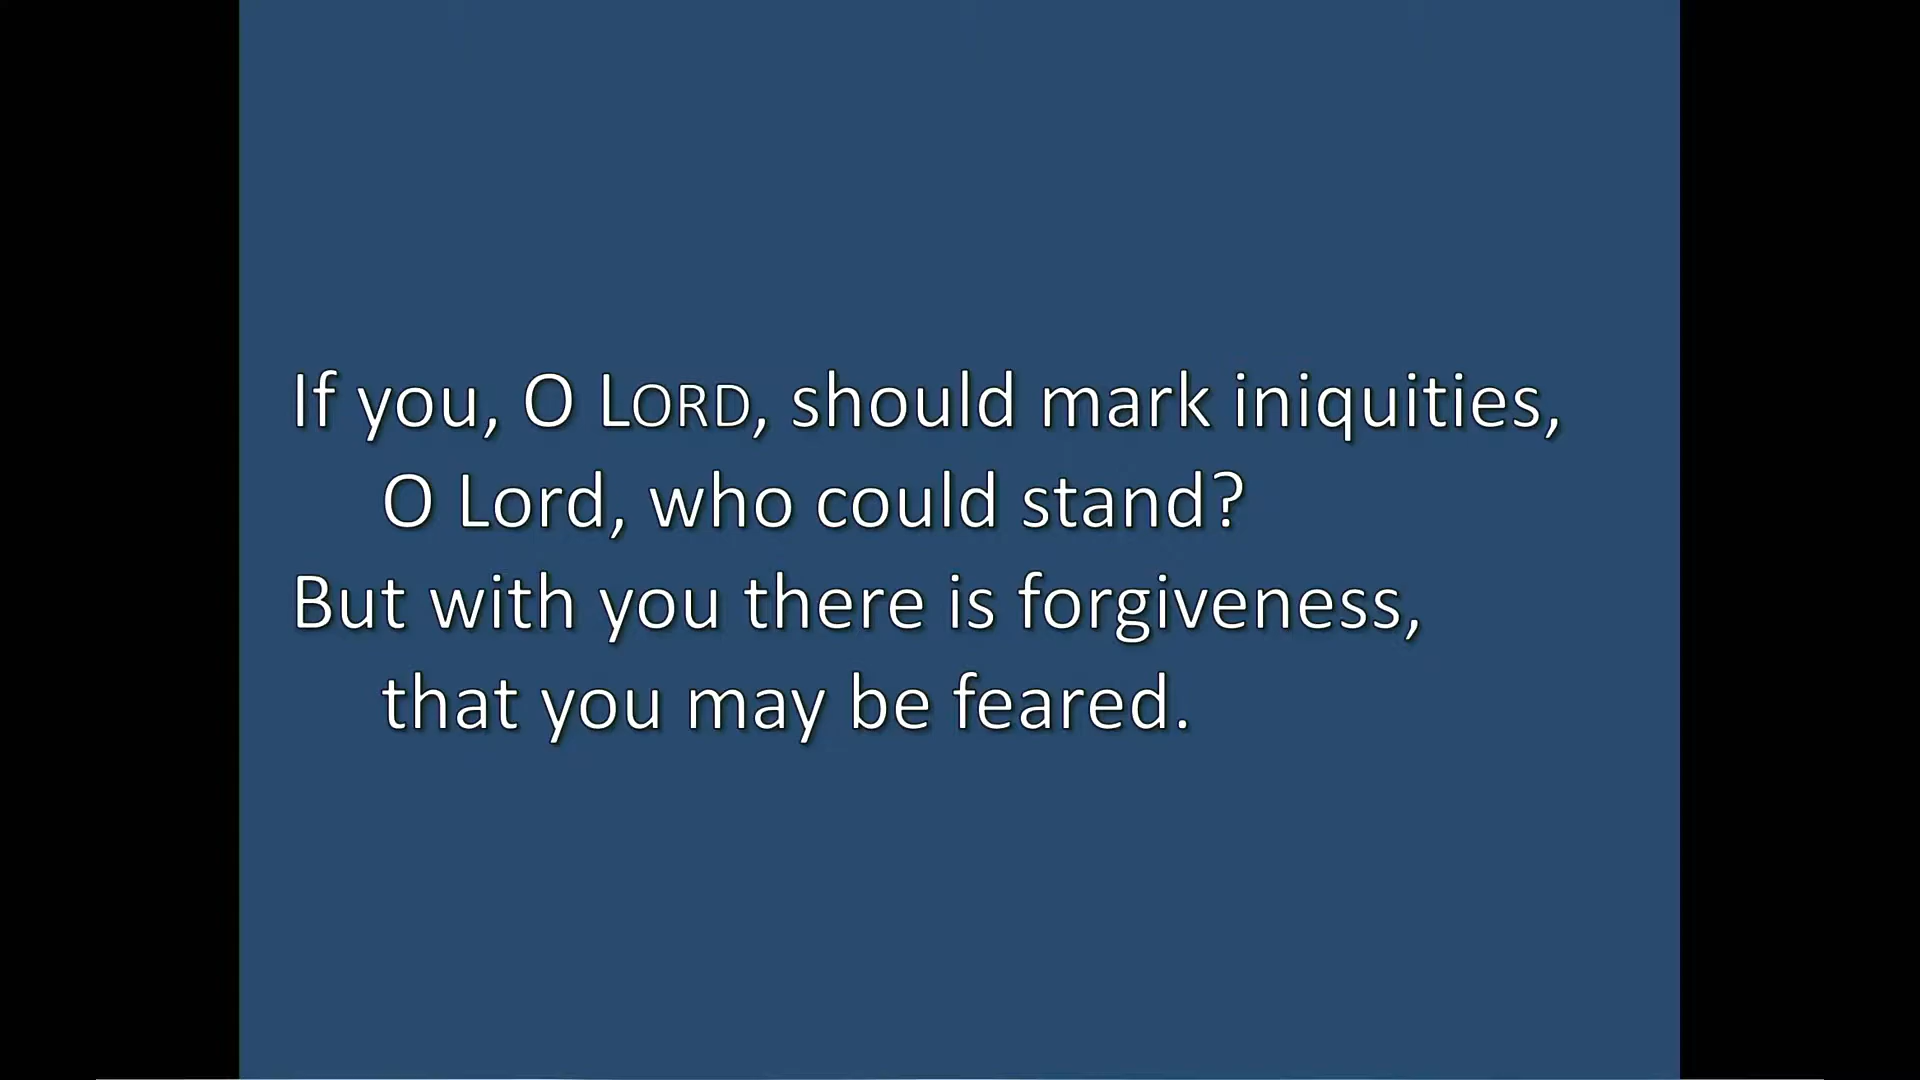 If you, O LORD, should mark iniquities,
O Lord, who could stand?
But with you there is forgiveness,
that you may be feared.